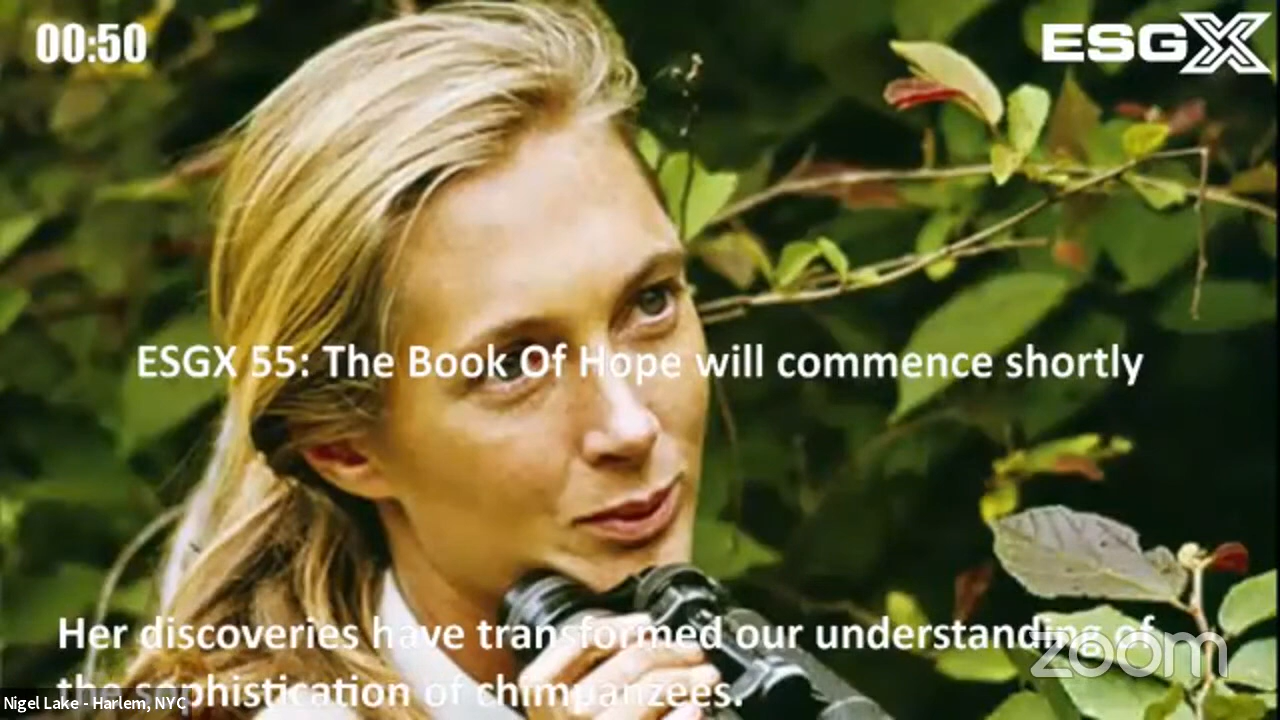 00:50
ESGX
ESGX 55: The Book Of Hope will commence shortly
Her discoveries have transformed our understanding of
the sophistication of chimpanzees.
zoom
Nigel Lake - Harlem, NYC